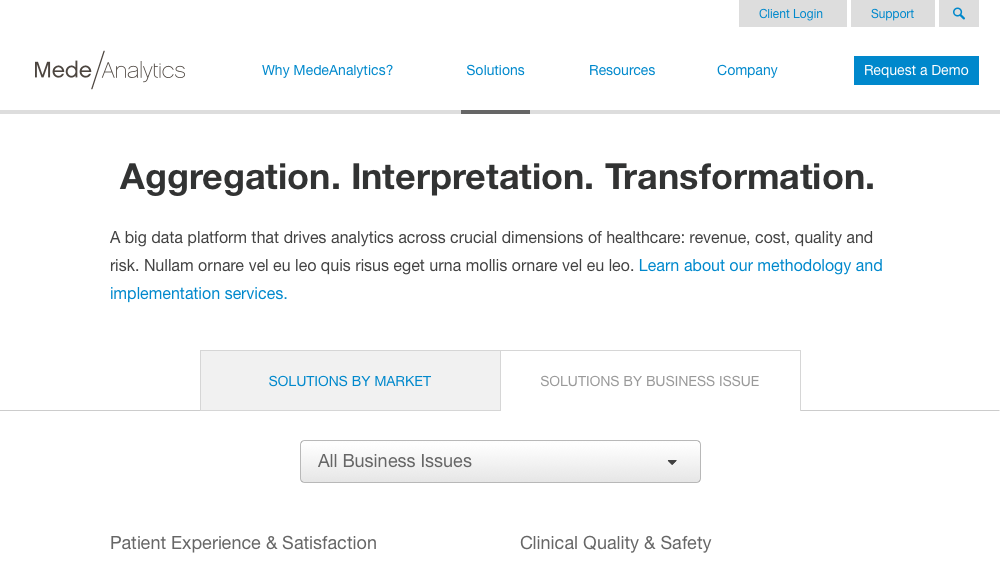 Client Login Support
Mede/Analytics Why MedeAnalytics? Solutions Resources Company Request a Demo
Aggregation. Interpretation. Transformation.
A big data platform that drives analytics across crucial dimensions of healthcare: revenue, cost, quality and
risk. Nullam ornare vel eu leo quis risus eget urna mollis ornare vel eu leo. Learn about our methodology and
implementation services.
SOLUTIONS BY MARKET SOLUTIONS BY BUSINESS ISSUE
All Business Issues
Patient Experience & Satisfaction Clinical Quality & Safety